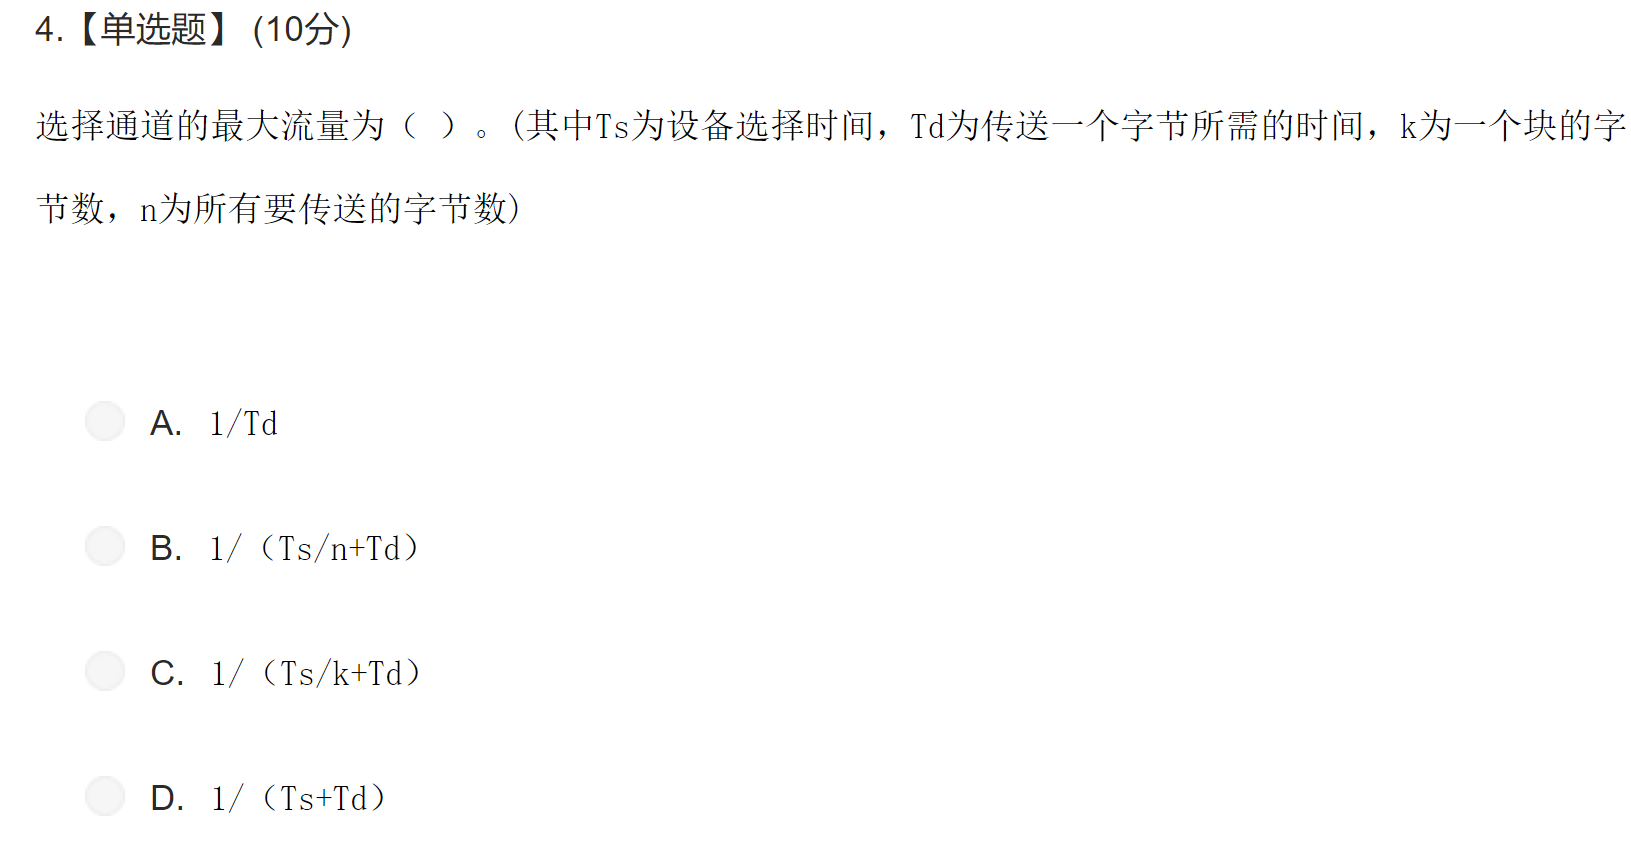 4.【单选题】 (10分)
选择通道的最大流量为（ ）。(其中Ts为设备选择时间，Td为传送一个字节所需的时间，k为一个块的字
节数，n为所有要传送的字节数)
A. 1/Td
B. 1/（Ts/n+Td）
C. 1/（Ts/k+Td）
D. 1/（Ts+Td）